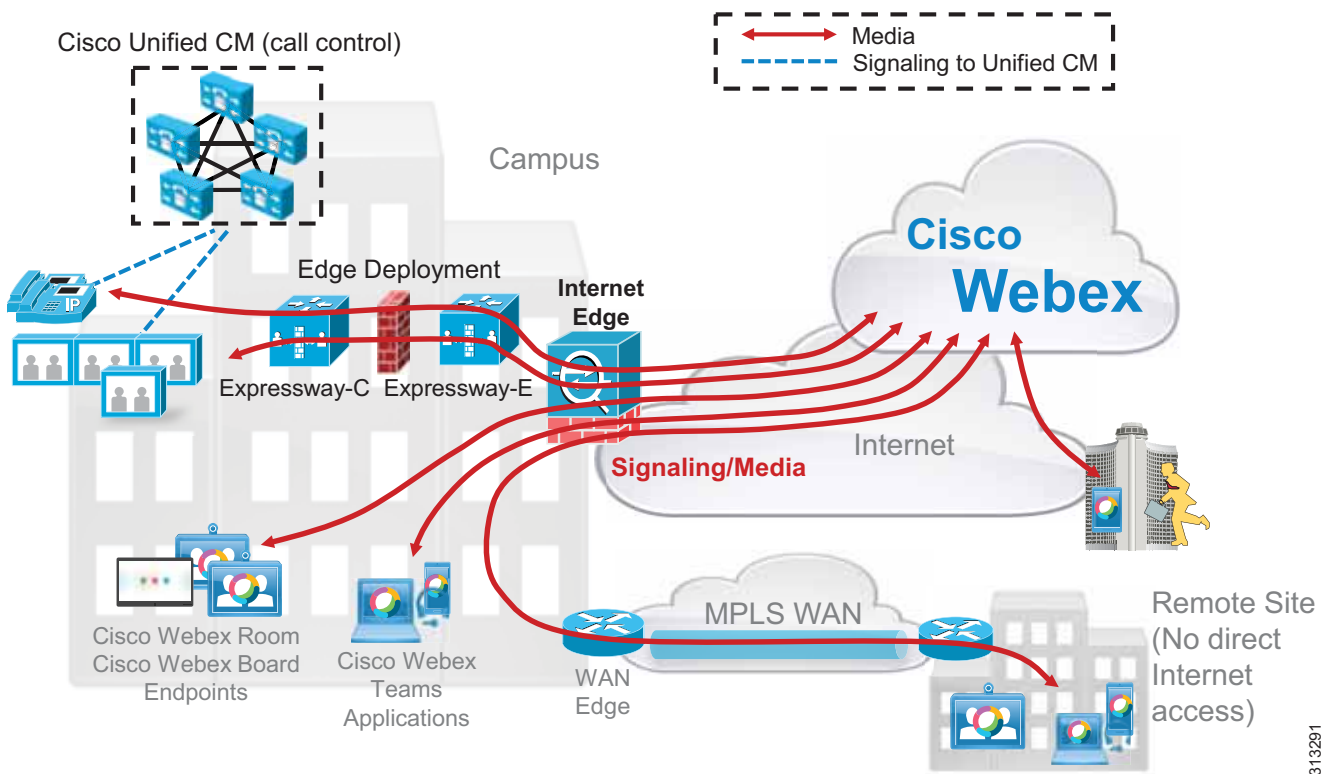 Cisco Unified CM (call control)
Media
Signaling to Unified CM
Campus
Cisco
Webex
Edge Deployment
Internet
Edge
IP
Expressway-C
Expressway-E
Internet
Signaling/Media
Cisco Webex Room
Cisco Webex Board
Endpoints
Cisco Webex
Teams
Applications
WAN
Edge
MPLS WAN
Remote Site
(No direct
Internet
access)
313291